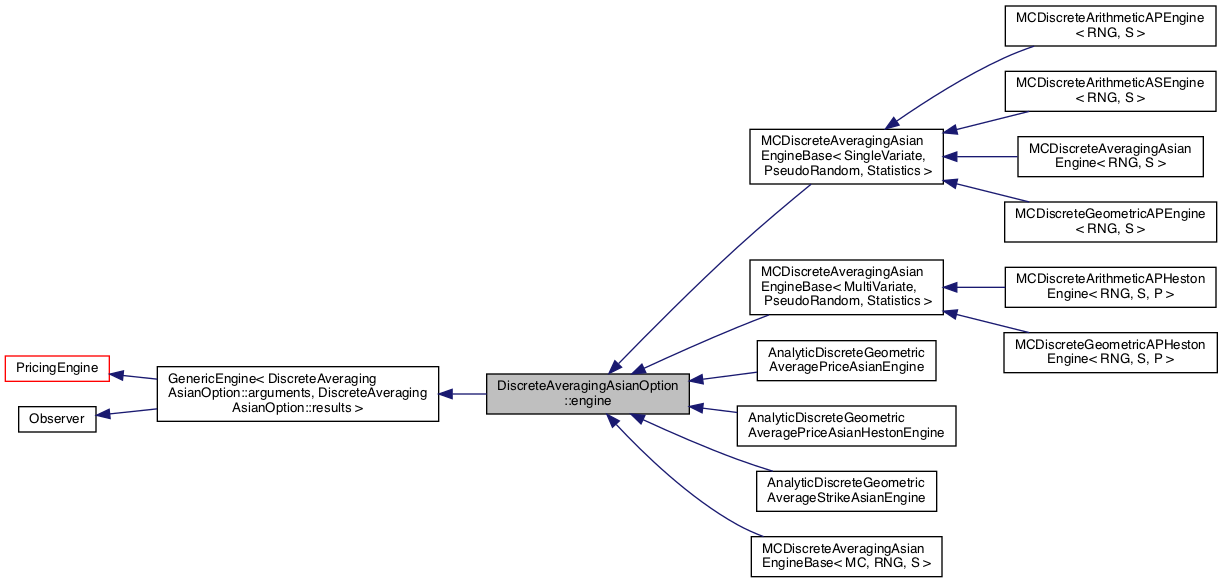 MCDiscreteArithmeticAPEngine
< RNG, S >
MCDiscreteArithmeticASEngine
< RNG, S >
MCDiscreteAveragingAsian
EngineBase< SingleVariate,
PseudoRandom, Statistics >
MCDiscreteAveragingAsian
Engine< RNG, S >
MCDiscreteGeometricAPEngine
< RNG, S >
MCDiscreteAveragingAsian
EngineBase< MultiVariate,
PseudoRandom, Statistics >
MCDiscreteArithmeticAPHeston
Engine< RNG, S, P >
MCDiscreteGeometricAPHeston
Engine< RNG, S, P >
AnalyticDiscreteGeometric
AveragePriceAsianEngine
PricingEngine
Observer
GenericEngine< DiscreteAveraging
AsianOption::arguments, DiscreteAveraging
AsianOption::results >
DiscreteAveragingAsianOption
::engine
AnalyticDiscreteGeometric
AveragePriceAsianHestonEngine
AnalyticDiscreteGeometric
AverageStrikeAsianEngine
MCDiscreteAveragingAsian
EngineBase< MC, RNG, S >